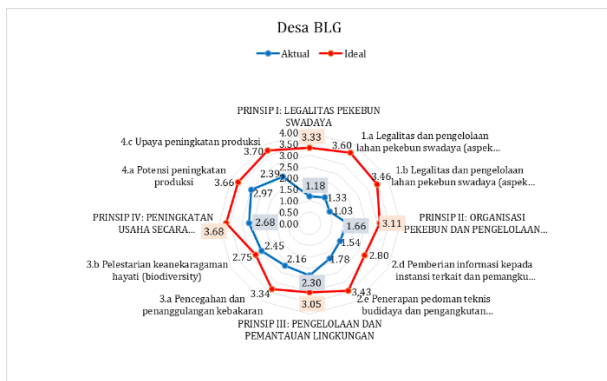 Desa BLG
Aktual Ideal
PRINSIP I: LEGALITAS PEKEBUN
SWADAYA
4.00
3.50
3.00
2.50
2.00
1.50
1.00
0.50
0.00
3.33
3.60
3.46
3.11
2.80
3.43
3.05
3.34
2.75
3.68
3.66
3.70
1.18
1.33
1.03
1.66
1.54
1.78
2.30
2.16
2.45
2.68
2.97
2.39
1.a Legalitas dan pengelolaan
lahan pekebun swadaya (aspek...
1.b Legalitas dan pengelolaan
lahan pekebun swadaya (aspek...
PRINSIP II: ORGANISASI
PEKEBUN DAN PENGELOLAAN...
2.d Pemberian informasi kepada
instansi terkait dan pemangku...
2.e Penerapan pedoman teknis
budidaya dan pengangkutan...
PRINSIP III: PENGELOLAAN DAN
PEMANTAUAN LINGKUNGAN
3.a Pencegahan dan
penanggulangan kebakaran
3.b Pelestarian keanekaragaman
hayati (biodiversity)
PRINSIP IV: PENINGKATAN
USAHA SECARA...
4.a Potensi peningkatan
produksi
4.c Upaya peningkatan produksi